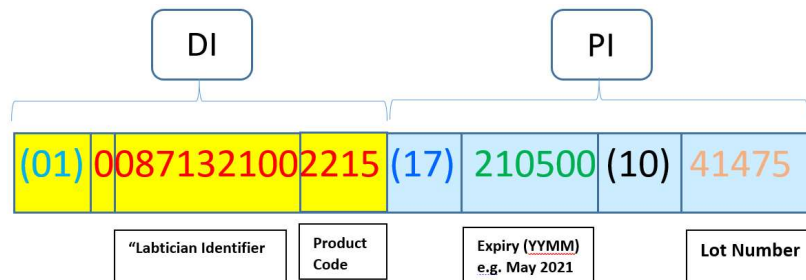 DI PI
(01) 00871321002215 (17) 210500 (10) 41475
"Labtician Identifier
Product Code
Expiry (YYMM)
e.g. May 2021
Lot Number